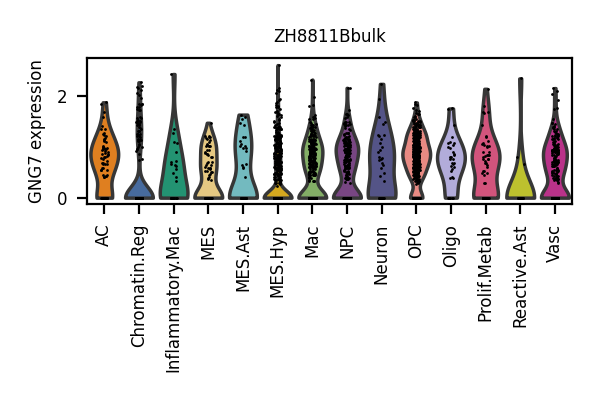 ZH8811Bbulk
GNG7 expression
2
0
AC
Chromatin.Reg
Inflammatory.Mac
MES
MES.Ast
MES.Hyp
Mac
NPC
Neuron
OPC
Oligo
Prolif.Metab
Reactive.Ast
Vasc